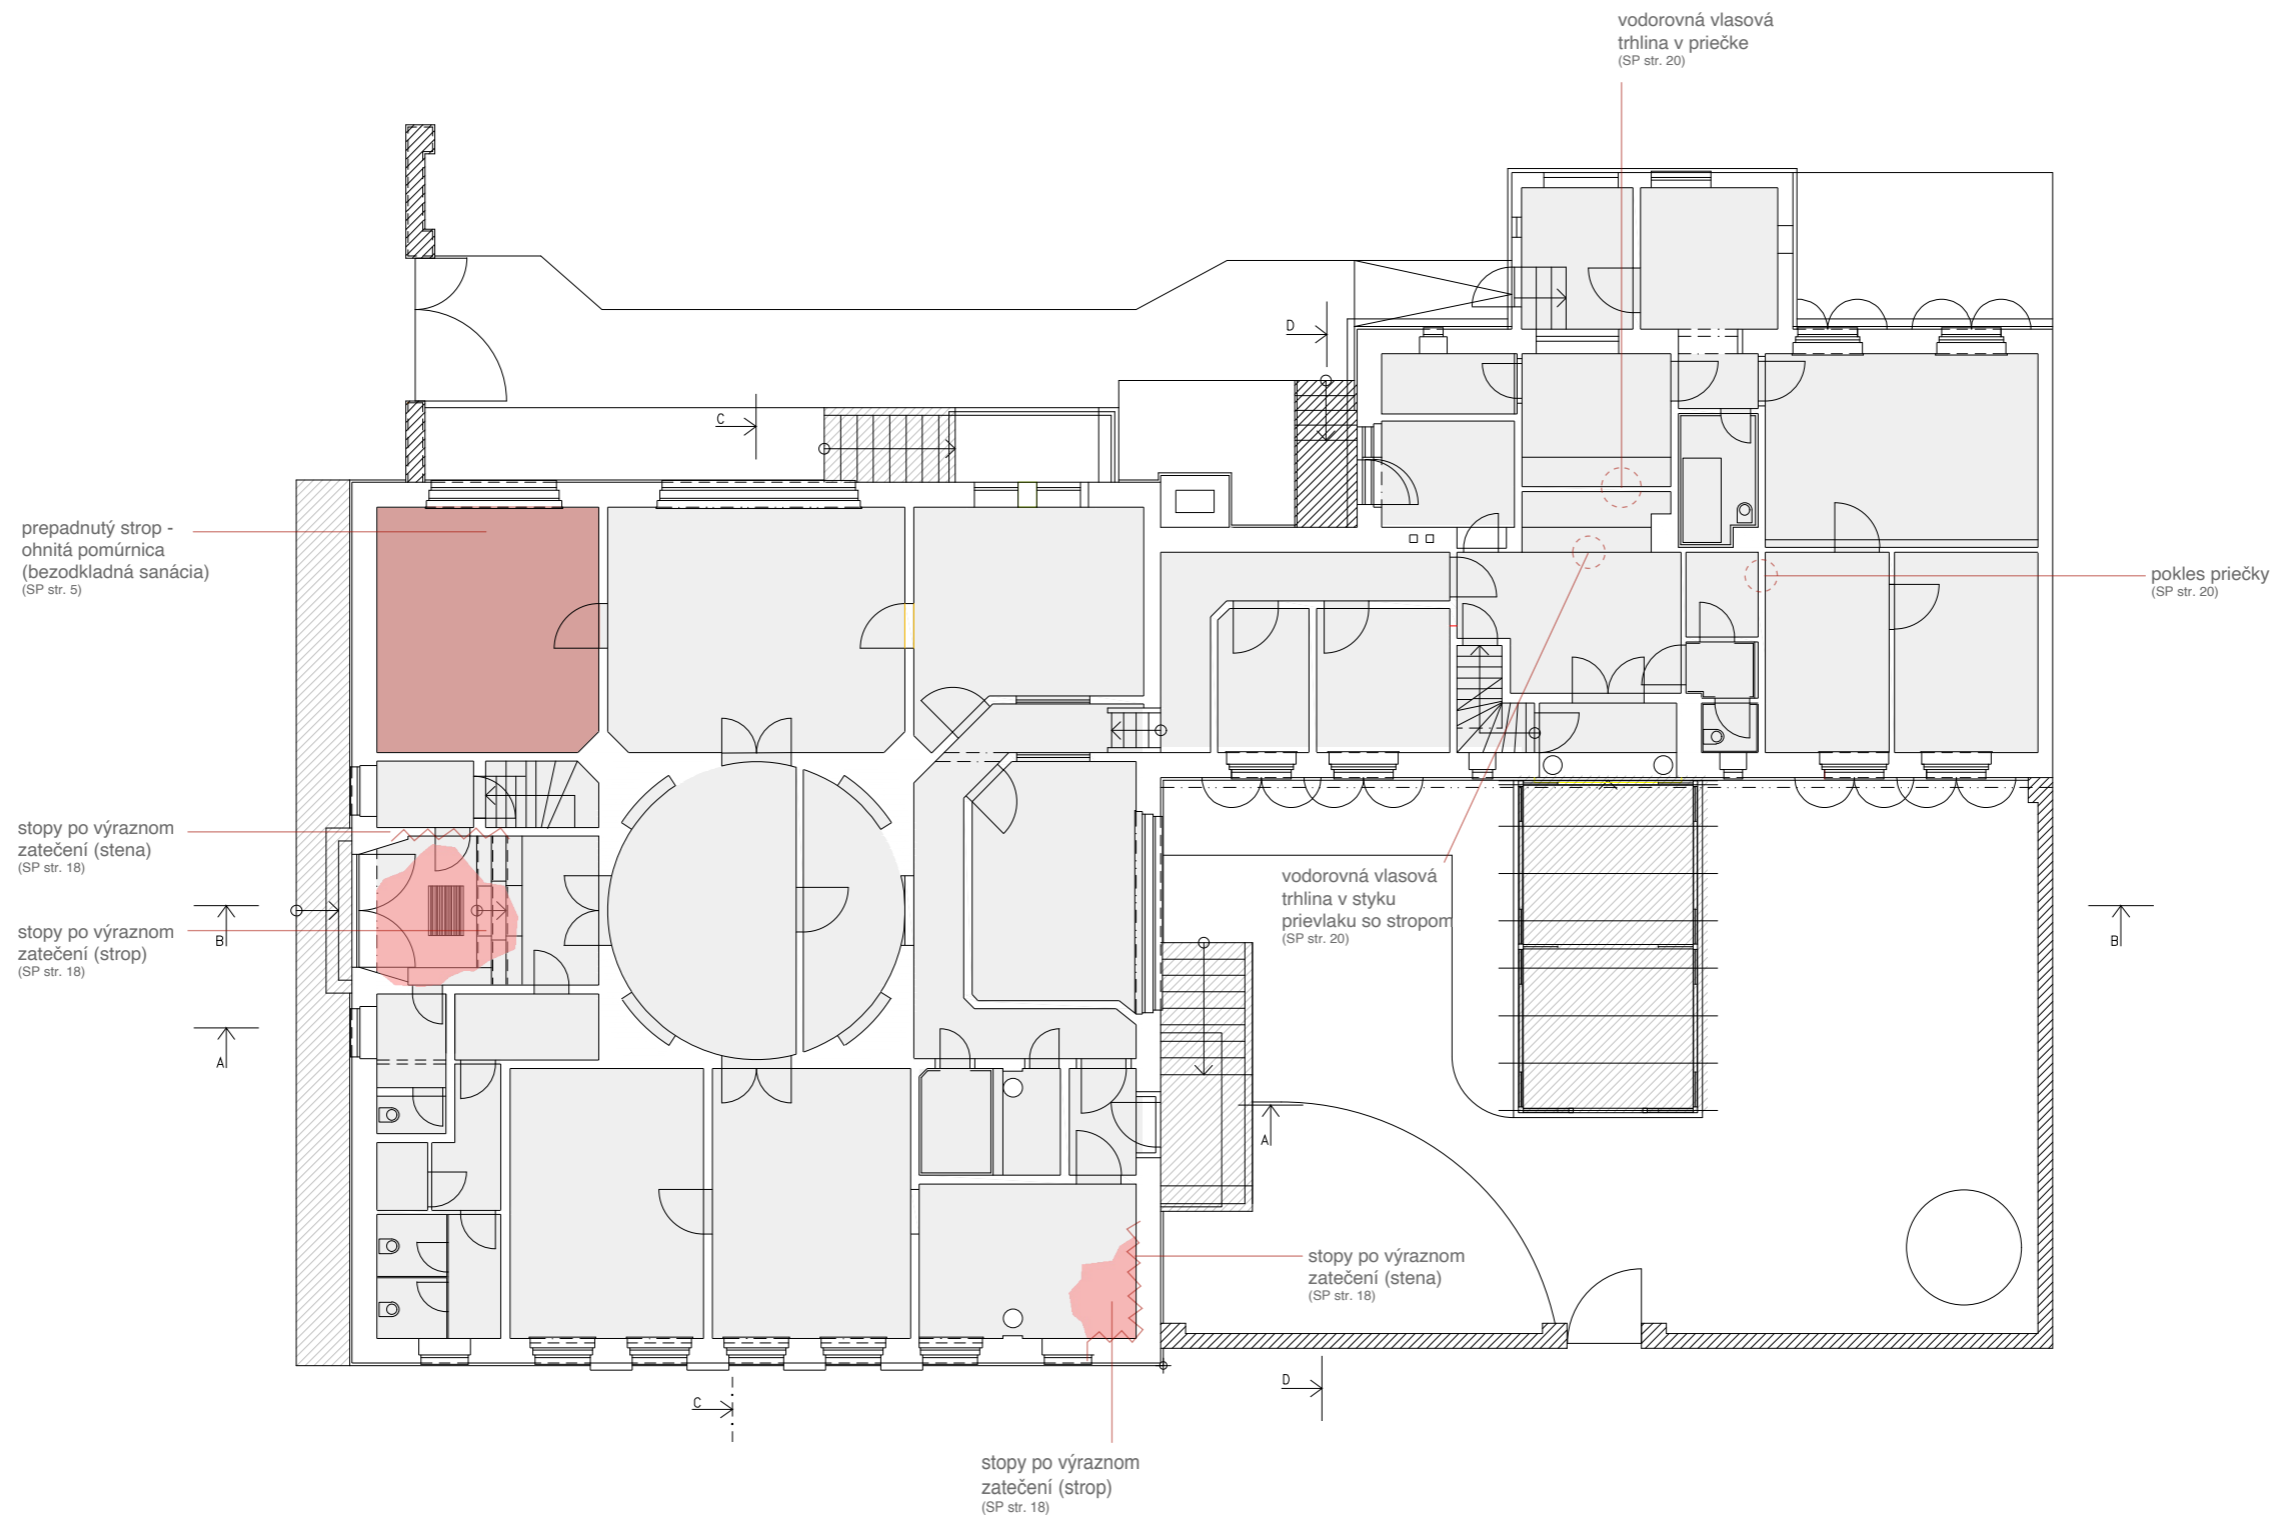 vodorovná vlasová
trhlina v priečke
(SP str. 20)
D
C
prepadnutý strop -
ohnitá pomúrnica
(bezodkladná sanácia)
(SP str. 5)
pokles priečky
(SP str. 20)
stopy po výraznom
zatečení (stena)
(SP str. 18)
vodorovná vlasová
trhlina v styku
prievlaku so stropom
(SP str. 20)
stopy po výraznom
zatečení (strop)
(SP str. 18)
B
B
A
A
stopy po výraznom
zatečení (stena)
(SP str. 18)
D
C
stopy po výraznom
zatečení (strop)
(SP str. 18)